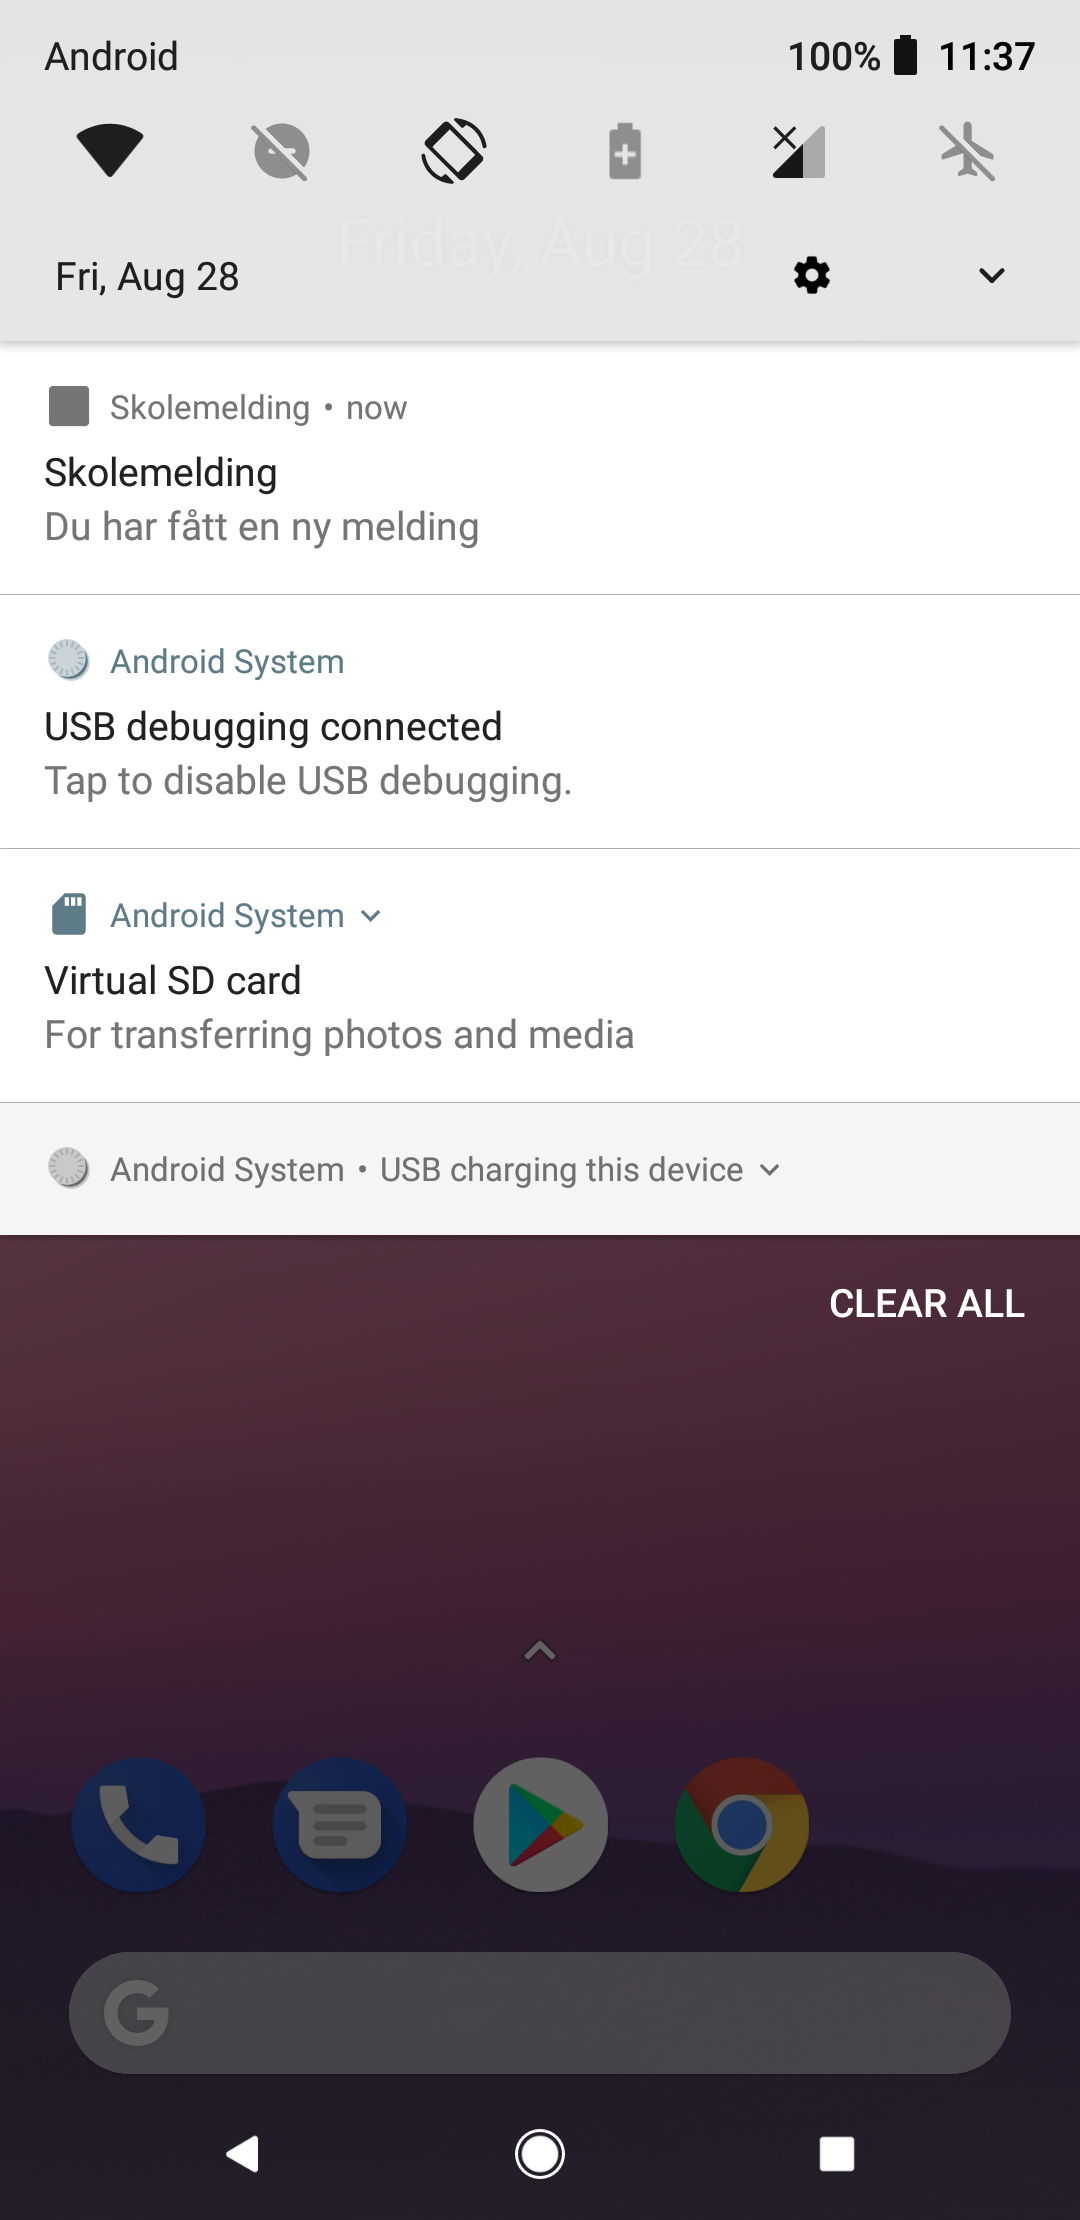 Android
100% 11:37
Friday, Aug 28
Fri, Aug 28
Skolemelding • now
Skolemelding
Du har fått en ny melding
Android System
USB debugging connected
Tap to disable USB debugging.
Android System
Virtual SD card
For transferring photos and media
Android System • USB charging this device
CLEAR ALL
G